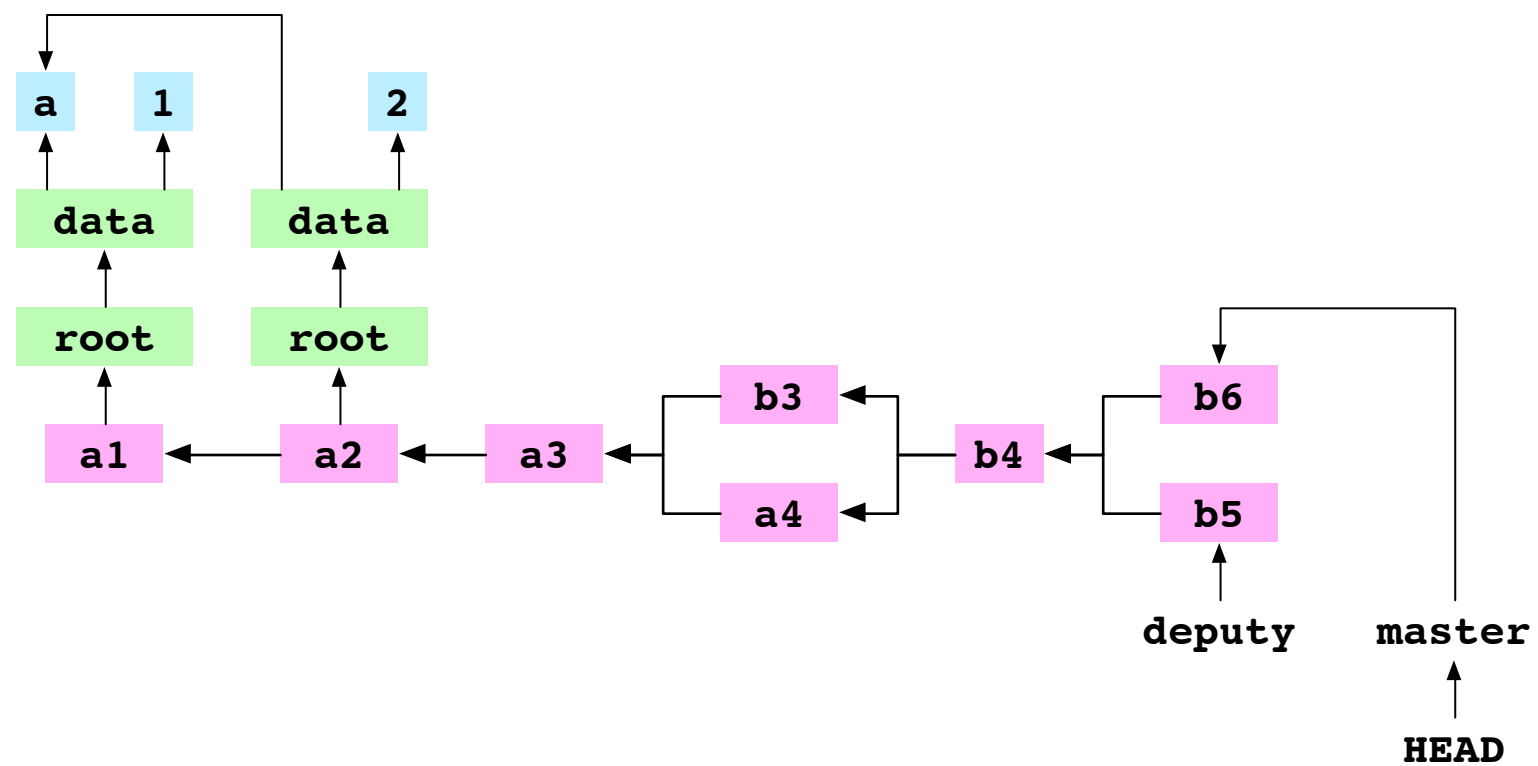 a 1 2
data data
root root
b3 b6
a1 a2 a3 b4
a4 b5
deputy master
HEAD